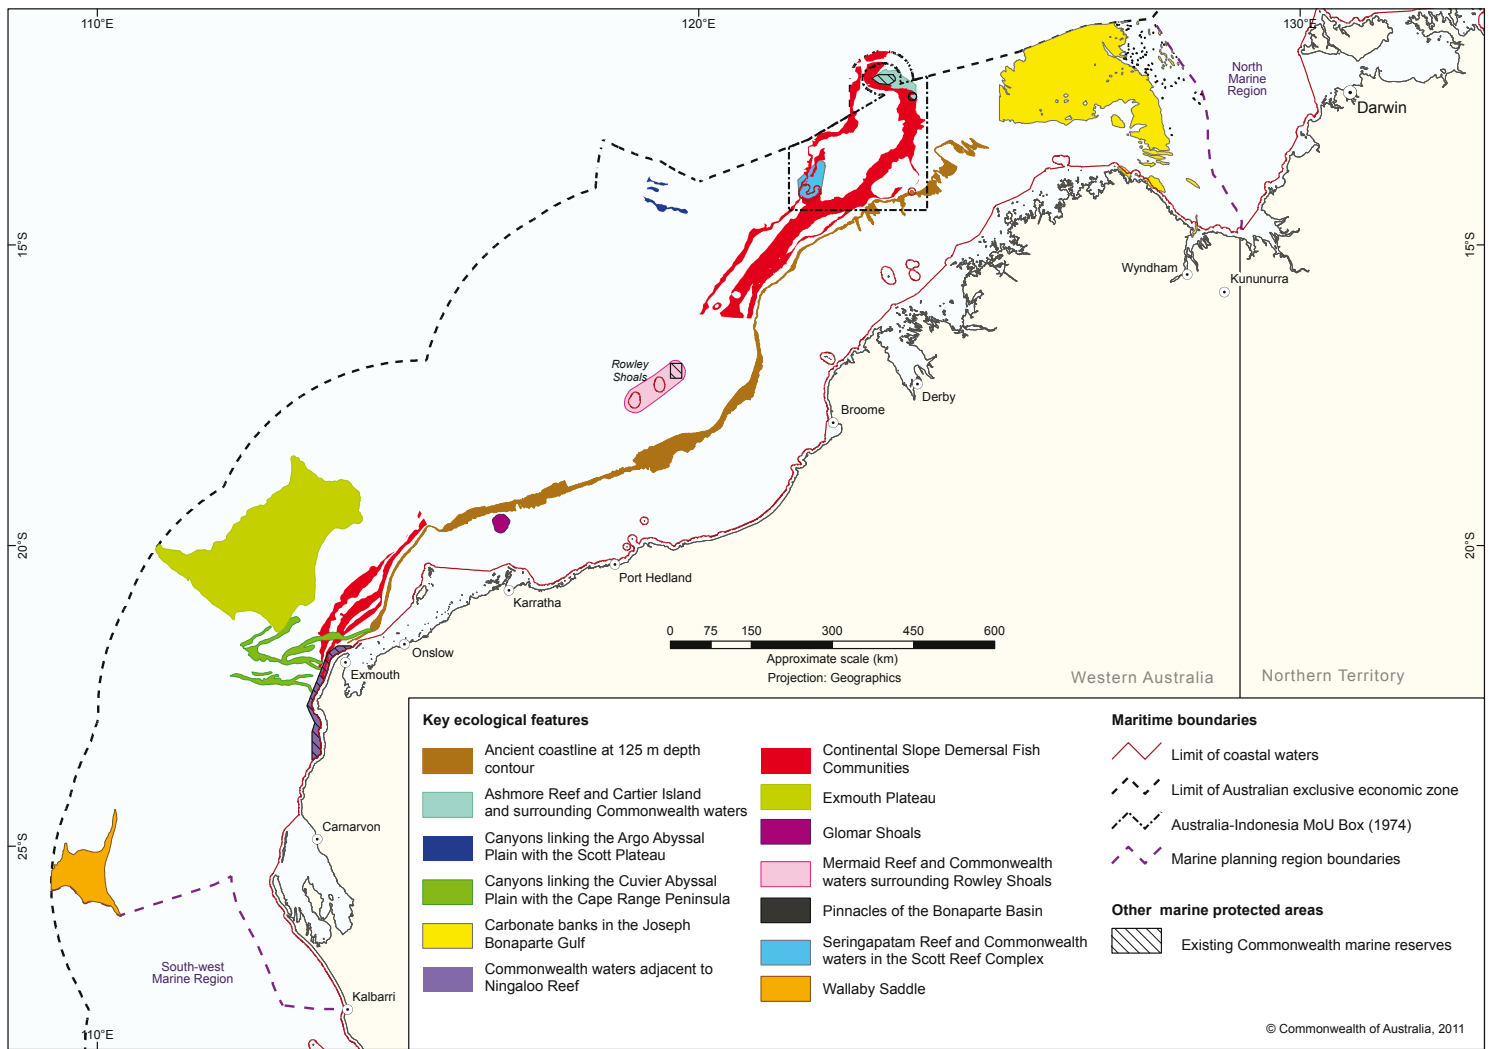 110°E
120°E
130°E
North
Marine
Region
Darwin
15°S
15°S
Wyndham
Kununurra
Rowley
Shoals
Derby
Broome
20°S
20°S
Port Hedland
Karratha
Onslow
Exmouth
0 75 150 300 450 600
Approximate scale (km)
Projection: Geographics
Western Australia
Northern Territory
Carnarvon
25°S
South-west
Marine Region
Kalbarri
110°E
Key ecological features
Ancient coastline at 125 m depth
contour
Ashmore Reef and Cartier Island
and surrounding Commonwealth waters
Canyons linking the Argo Abyssal
Plain with the Scott Plateau
Canyons linking the Cuvier Abyssal
Plain with the Cape Range Peninsula
Carbonate banks in the Joseph
Bonaparte Gulf
Commonwealth waters adjacent to
Ningaloo Reef
Continental Slope Demersal Fish
Communities
Exmouth Plateau
Glomar Shoals
Mermaid Reef and Commonwealth
waters surrounding Rowley Shoals
Pinnacles of the Bonaparte Basin
Seringapatam Reef and Commonwealth
waters in the Scott Reef Complex
Wallaby Saddle
Maritime boundaries
Limit of coastal waters
Limit of Australian exclusive economic zone
Australia-Indonesia MoU Box (1974)
Marine planning region boundaries
Other marine protected areas
Existing Commonwealth marine reserves
© Commonwealth of Australia, 2011